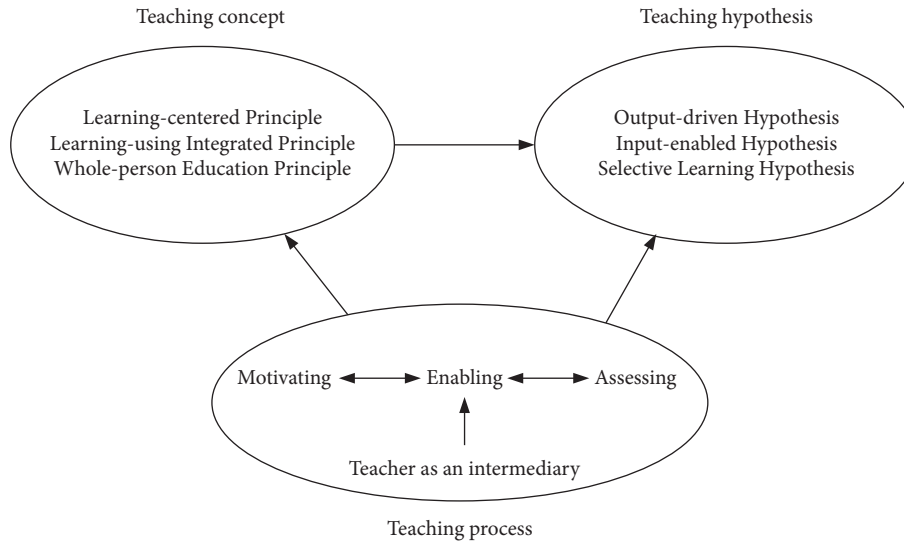 Teaching concept
Teaching hypothesis
Learning-centered Principle
Learning-using Integrated Principle
Whole-person Education Principle
Output-driven Hypothesis
Input-enabled Hypothesis
Selective Learning Hypothesis
Motivating
Enabling
Assessing
Teacher as an intermediary
Teaching process